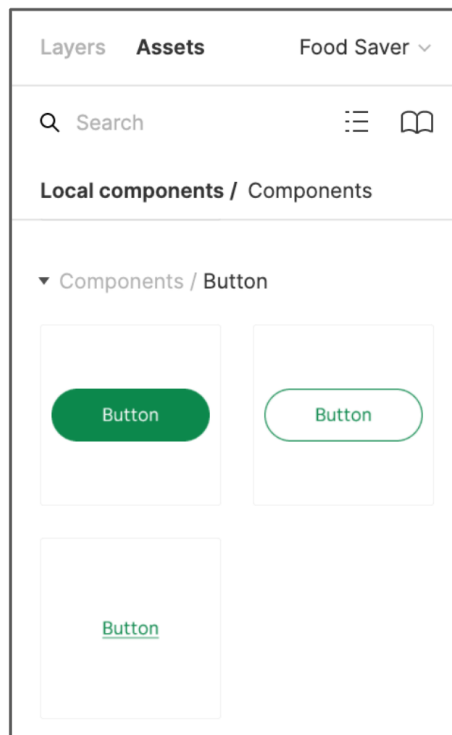 Layers Assets Food Saver
Search
Local components / Components
Components / Button
Button Button
Button